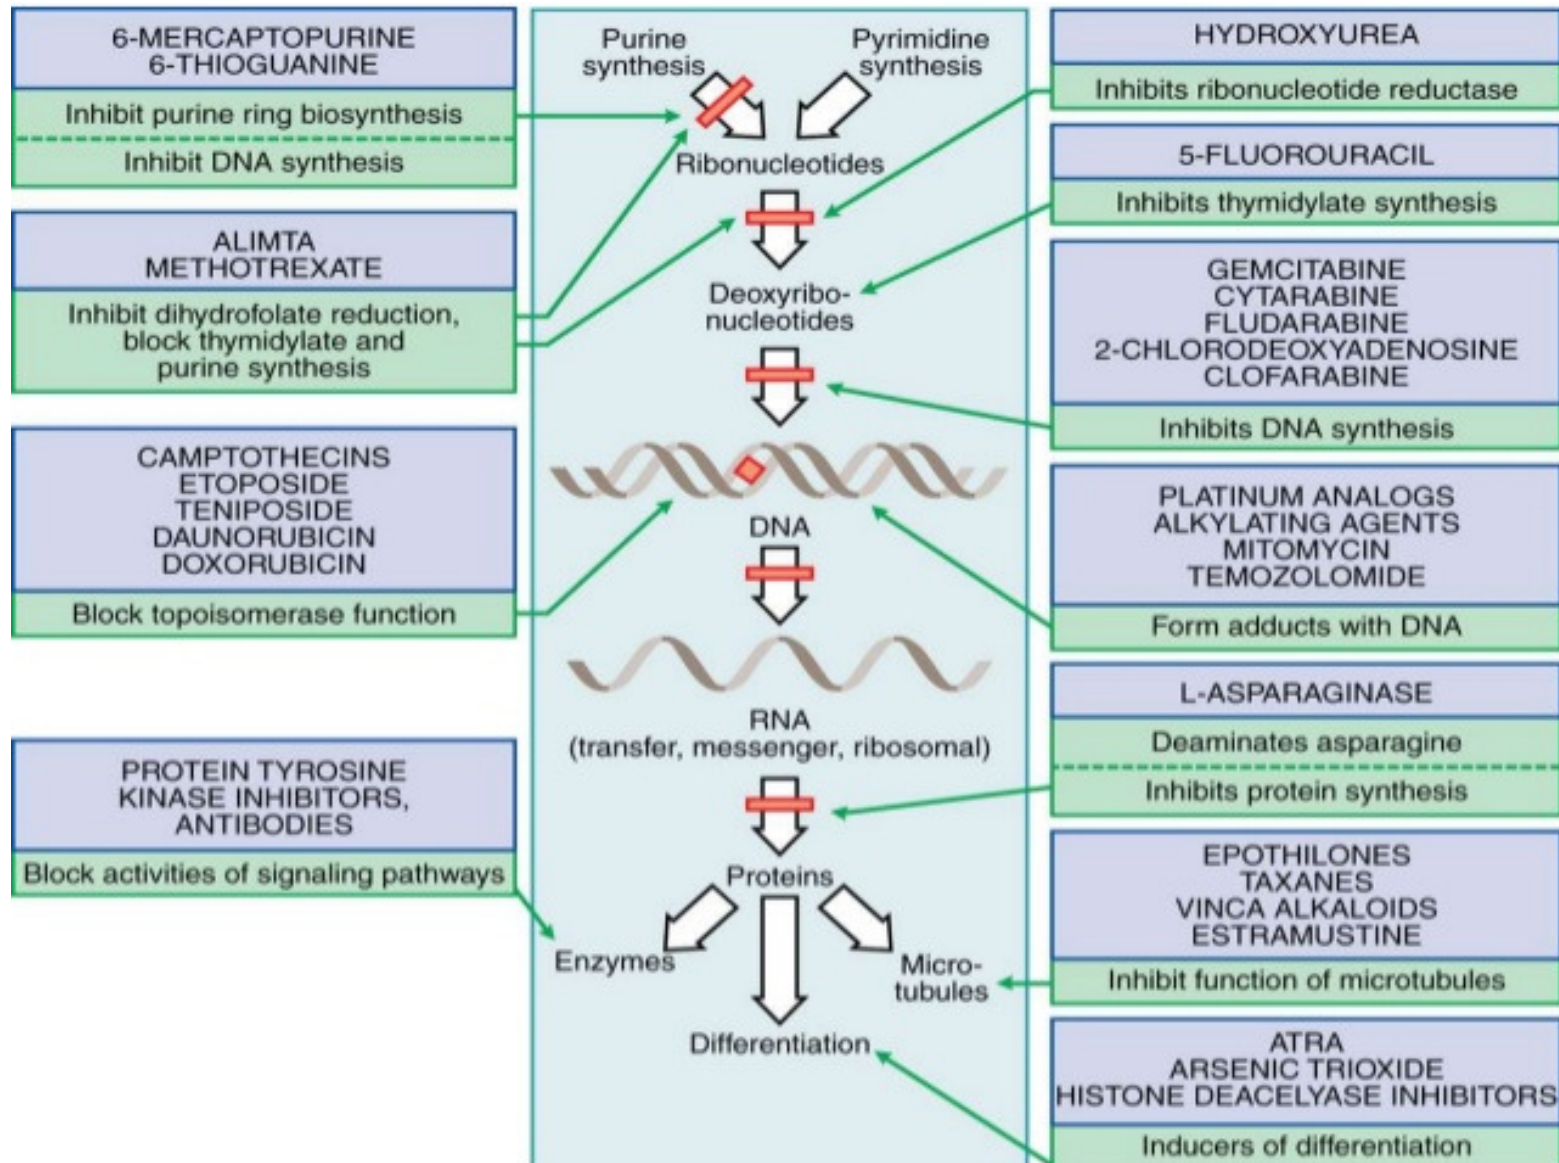 6-MERCAPTOPURINE
6-THIOGUANINE
Inhibit purine ring biosynthesis
Inhibit DNA synthesis
ALIMTA
METHOTREXATE
Inhibit dihydrofolate reduction,
block thymidylate and
purine synthesis
CAMPTOTHECINS
ETOPOSIDE
TENIPOSIDE
DAUNORUBICIN
DOXORUBICIN
Block topoisomerase function
PROTEIN TYROSINE
KINASE INHIBITORS,
ANTIBODIES
Block activities of signaling pathways
Purine
synthesis
Pyrimidine
synthesis
Ribonucleotides
Deoxyribo-
nucleotides
DNA
RNA
(transfer, messenger, ribosomal)
Proteins
Enzymes
Micro-
tubules
Differentiation
HYDROXYUREA
Inhibits ribonucleotide reductase
5-FLUOROURACIL
Inhibits thymidylate synthesis
GEMCITABINE
CYTARABINE
FLUDARABINE
2-CHLORODEOXYADENOSINE
CLOFARABINE
Inhibits DNA synthesis
PLATINUM ANALOGS
ALKYLATING AGENTS
MITOMYCIN
TEMOZOLOMIDE
Form adducts with DNA
L-ASPARAGINASE
Deaminates asparagine
Inhibits protein synthesis
EPOTHILONES
TAXANES
VINCA ALKALOIDS
ESTRAMUSTINE
Inhibit function of microtubules
ATRA
ARSENIC TRIOXIDE
HISTONE DEACELYASE INHIBITORS
Inducers of differentiation